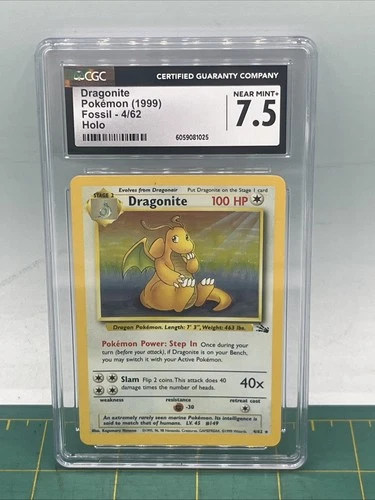 CGC
CERTIFIED GUARANTY COMPANY
Dragonite
Pokémon (1999)
Fossil - 4/62
Holo
NEAR MINT+
7.5
6059081025
Evolves from Dragonair
Put Dragonite on the Stage 1 card
STAGE 2
Dragonite
100 HP
Dragon Pokémon. Length: 7' 3", Weight: 463 lbs.
Pokémon Power: Step In Once during your
turn (before your attack), if Dragonite is on your Bench,
you may switch it with your Active Pokémon.
Slam Flip 2 coins. This attack does 40
damage times the number of heads.
40x
weakness
resistance
retreat cost
-30
An extremely rarely seen marine Pokémon. Its intelligence is
said to match that of humans. LV. 45 #149
4/62